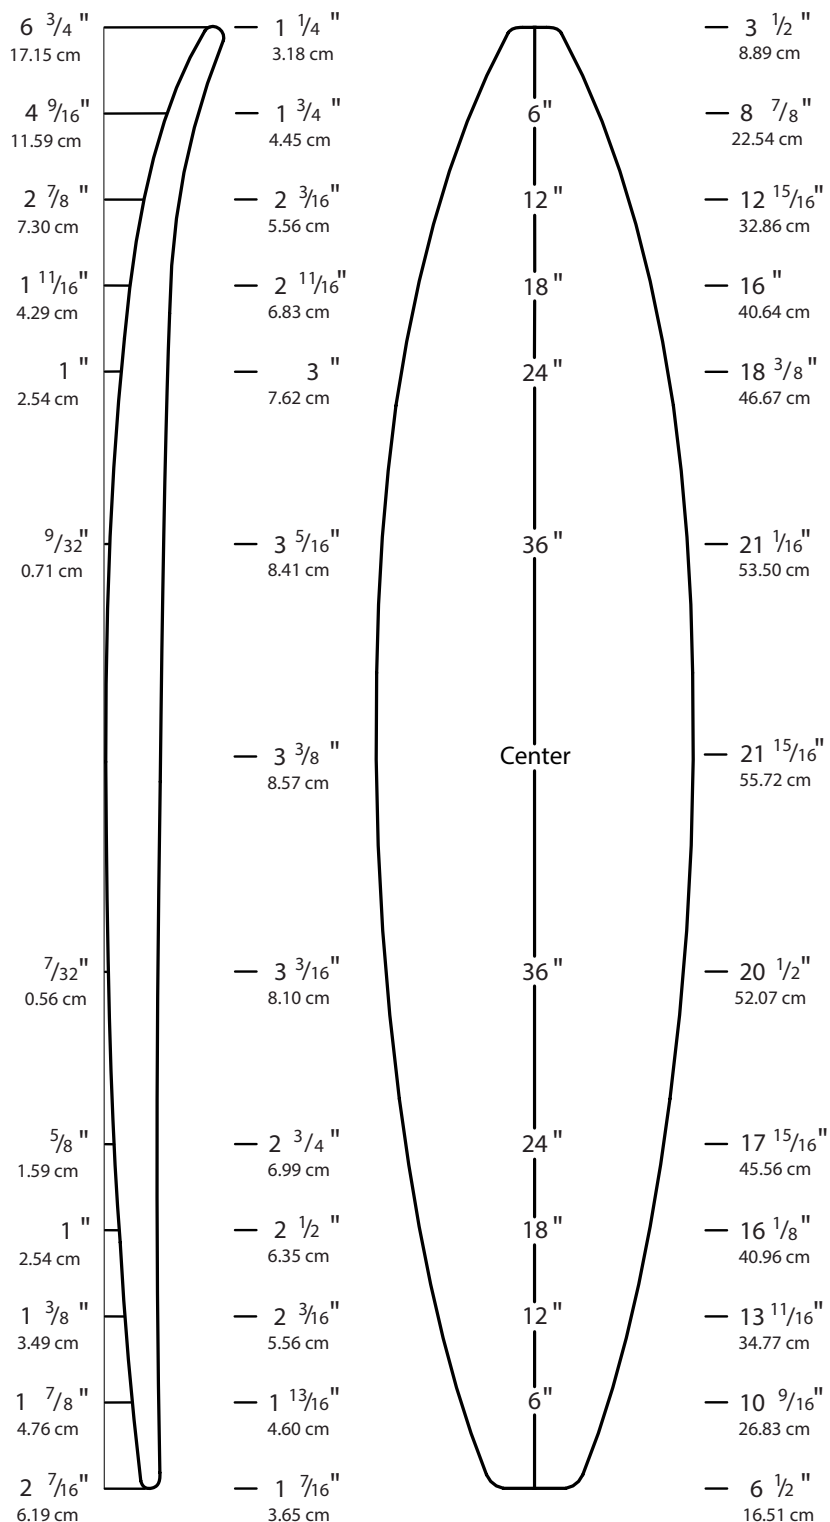 6 3/4" 1 1/4" 3 1/2"
17.15 cm 3.18 cm 8.89 cm
4 9/16" 1 3/4" 6" 8 7/8"
11.59 cm 4.45 cm 22.54 cm
2 7/8" 2 3/16" 12" 12 15/16"
7.30 cm 5.56 cm 32.86 cm
1 11/16" 2 11/16" 18" 16"
4.29 cm 6.83 cm 40.64 cm
1" 3" 24" 18 3/8"
2.54 cm 7.62 cm 46.67 cm
9/32" 3 5/16" 36" 21 1/16"
0.71 cm 8.41 cm 53.50 cm
3 3/8" Center 21 15/16"
8.57 cm 55.72 cm
7/32" 3 3/16" 36" 20 1/2"
0.56 cm 8.10 cm 52.07 cm
5/8" 2 3/4" 24" 17 15/16"
1.59 cm 6.99 cm 45.56 cm
1" 2 1/2" 18" 16 1/8"
2.54 cm 6.35 cm 40.96 cm
1 3/8" 2 3/16" 12" 13 11/16"
3.49 cm 5.56 cm 34.77 cm
1 7/8" 1 13/16" 6" 10 9/16"
4.76 cm 4.60 cm 26.83 cm
2 7/16" 1 7/16" 6 1/2"
6.19 cm 3.65 cm 16.51 cm